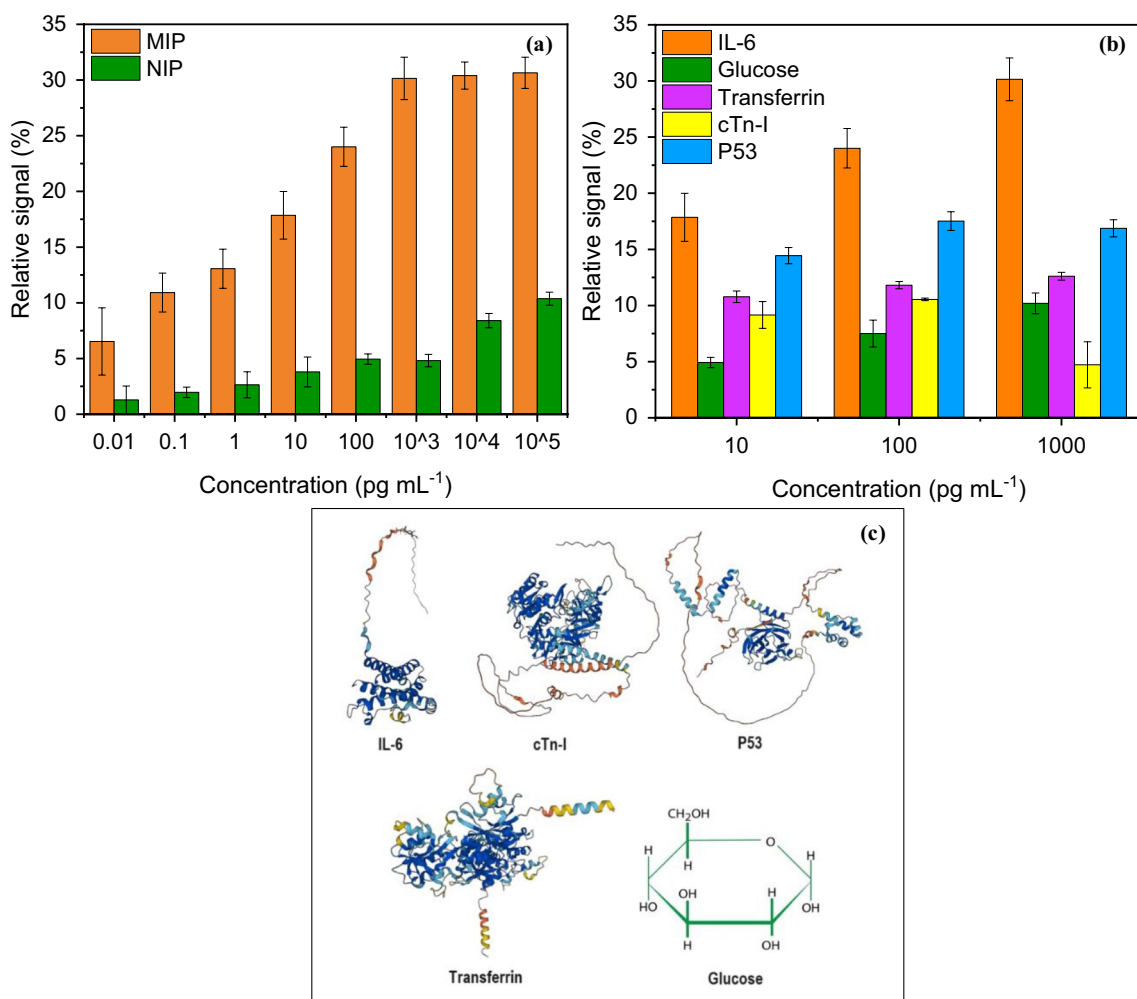 (a)
MIP
NIP
Relative signal (%)
35
30
25
20
15
10
5
0
0.01 0.1 1 10 100 10^3 10^4 10^5
Concentration (pg mL⁻¹)
(b)
IL-6
Glucose
Transferrin
cTn-I
P53
Relative signal (%)
35
30
25
20
15
10
5
0
10 100 1000
Concentration (pg mL⁻¹)
(c)
IL-6 cTn-I P53
Transferrin
CH₂OH
O
H H H
OH H
HO OH
H OH
Glucose